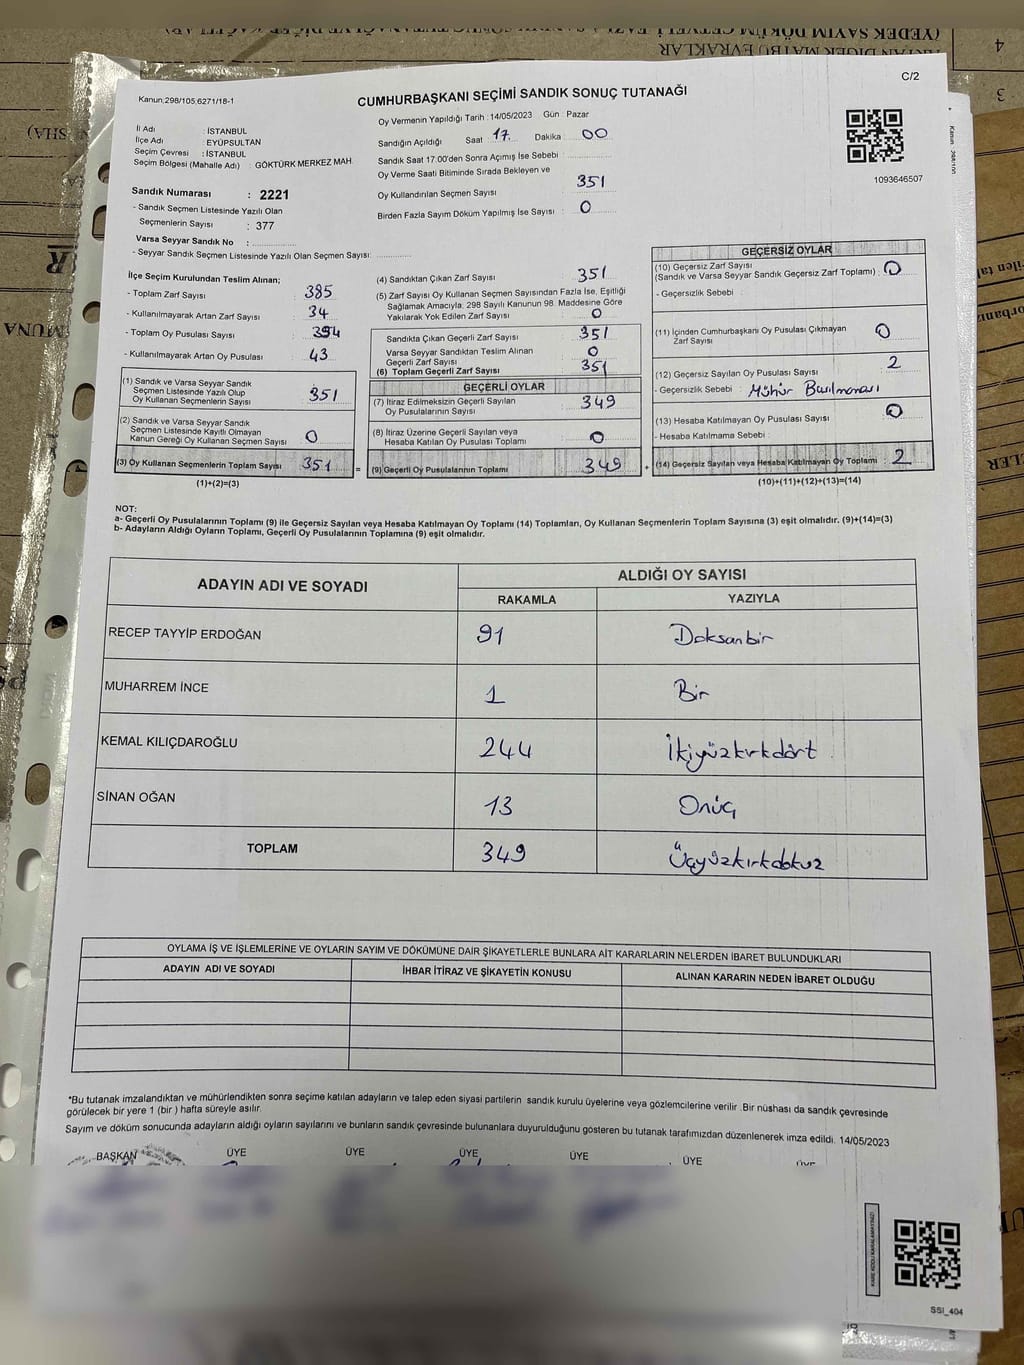 (YEDEK SAYIM DÖKÜM CETVELİ
ARTAN DİĞER MATBU EVRAKLAR
4
3
C/2
Kanun:298/105,6271/18-1
CUMHURBAŞKANI SEÇİMİ SANDIK SONUÇ TUTANAĞI
İl Adı : İSTANBUL
İlçe Adı : EYÜPSULTAN
Seçim Çevresi : İSTANBUL
Seçim Bölgesi (Mahalle Adı) : GÖKTÜRK MERKEZ MAH.
Oy Vermenin Yapıldığı Tarih : 14/05/2023 Gün : Pazar
Sandığın Açıldığı Saat : 17 Dakika : 00
Sandık Saat 17.00'den Sonra Açımış İse Sebebi :
Oy Verme Saati Bitiminde Sırada Bekleyen ve
Oy Kullandırılan Seçmen Sayısı : 351
Birden Fazla Sayım Döküm Yapılmış İse Sayısı : 0
1093646507
Sandık Numarası : 2221
- Sandık Seçmen Listesinde Yazılı Olan
Seçmenlerin Sayısı : 377
Varsa Seyyar Sandık No :
- Seyyar Sandık Seçmen Listesinde Yazılı Olan Seçmen Sayısı:
İlçe Seçim Kurulundan Teslim Alınan;
- Toplam Zarf Sayısı : 385
- Kullanılmayarak Artan Zarf Sayısı : 34
- Toplam Oy Pusulası Sayısı : 394
- Kullanılmayarak Artan Oy Pusulası : 43
(1) Sandık ve Varsa Seyyar Sandık
Seçmen Listesinde Yazılı Olup
Oy Kullanan Seçmenlerin Sayısı : 351
(2) Sandık ve Varsa Seyyar Sandık
Seçmen Listesinde Kayıtlı Olmayan
Kanun Gereği Oy Kullanan Seçmen Sayısı : 0
(3) Oy Kullanan Seçmenlerin Toplam Sayısı : 351 =
(1)+(2)=(3)
(4) Sandıktan Çıkan Zarf Sayısı : 351
(5) Zarf Sayısı Oy Kullanan Seçmen Sayısından Fazla İse, Eşitliği
Sağlamak Amacıyla, 298 Sayılı Kanunun 98. Maddesine Göre
Yakılarak Yok Edilen Zarf Sayısı : 0
Sandıkta Çıkan Geçerli Zarf Sayısı : 351
Varsa Seyyar Sandıktan Teslim Alınan
Geçerli Zarf Sayısı : 0
(6) Toplam Geçerli Zarf Sayısı : 351
GEÇERLİ OYLAR
(7) İtiraz Edilmeksizin Geçerli Sayılan
Oy Pusulalarının Sayısı : 349
(8) İtiraz Üzerine Geçerli Sayılan veya
Hesaba Katılan Oy Pusulası Toplamı : 0
(9) Geçerli Oy Pusulalarının Toplamı : 349 +
GEÇERSİZ OYLAR
(10) Geçersiz Zarf Sayısı
(Sandık ve Varsa Seyyar Sandık Geçersiz Zarf Toplamı) : 0
- Geçersizlik Sebebi :
(11) İçinden Cumhurbaşkanı Oy Pusulası Çıkmayan
Zarf Sayısı : 0
(12) Geçersiz Sayılan Oy Pusulası Sayısı : 2
- Geçersizlik Sebebi : Mühür Basılmaması
(13) Hesaba Katılmayan Oy Pusulası Sayısı : 0
- Hesaba Katılmama Sebebi :
(14) Geçersiz Sayılan veya Hesaba Katılmayan Oy Toplamı : 2
(10)+(11)+(12)+(13)=(14)
NOT:
a- Geçerli Oy Pusulalarının Toplamı (9) ile Geçersiz Sayılan veya Hesaba Katılmayan Oy Toplamı (14) Toplamları, Oy Kullanan Seçmenlerin Toplam Sayısına (3) eşit olmalıdır. (9)+(14)=(3)
b- Adayların Aldığı Oyların Toplamı, Geçerli Oy Pusulalarının Toplamına (9) eşit olmalıdır.
ADAYIN ADI VE SOYADI
ALDIĞI OY SAYISI
RAKAMLA YAZIYLA
RECEP TAYYİP ERDOĞAN 91 Doksanbir
MUHARREM İNCE 1 Bir
KEMAL KILIÇDAROĞLU 244 İkiyüzkırkdört
SİNAN OĞAN 13 Onüç
TOPLAM 349 Üçyüzkırkdokuz
OYLAMA İŞ VE İŞLEMLERİNE VE OYLARIN SAYIM VE DÖKÜMÜNE DAİR ŞİKAYETLERLE BUNLARA AİT KARARLARIN NELERDEN İBARET BULUNDUKLARI
ADAYIN ADI VE SOYADI İHBAR İTİRAZ VE ŞİKAYETİN KONUSU ALINAN KARARIN NEDEN İBARET OLDUĞU
*Bu tutanak imzalandıktan ve mühürlendikten sonra seçime katılan adayların ve talep eden siyasi partilerin sandık kurulu üyelerine veya gözlemcilerine verilir .Bir nüshası da sandık çevresinde
görülecek bir yere 1 (bir ) hafta süreyle asılır.
Sayım ve döküm sonucunda adayların aldığı oyların sayılarını ve bunların sandık çevresinde bulunanlara duyurulduğunu gösteren bu tutanak tarafımızdan düzenlenerek imza edildi. 14/05/2023
BAŞKAN ÜYE ÜYE ÜYE ÜYE ÜYE ÜYE
KARE KODU KARALAMAYINIZ!
SSI_404